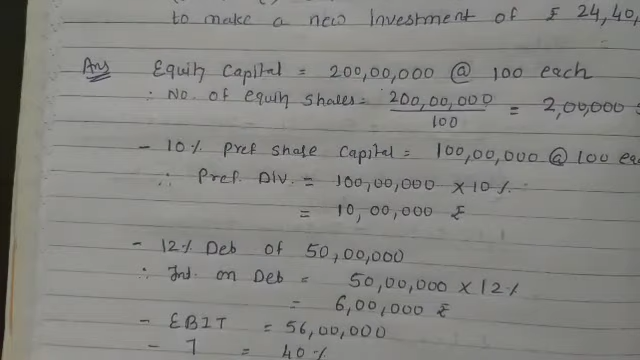 to make a new investment of ₹ 24,40,
Ans Equity Capital = 200,00,000 @ 100 each
∴ No. of equity shares = 200,00,000 / 100 = 2,00,000
- 10% Pref share Capital = 100,00,000 @ 100 eac
∴ Pref. Div. = 100,00,000 × 10%
= 10,00,000 ₹
- 12% Deb of 50,00,000
∴ Int. on Deb = 50,00,000 × 12%
= 6,00,000 ₹
- EBIT = 56,00,000
- T = 40%